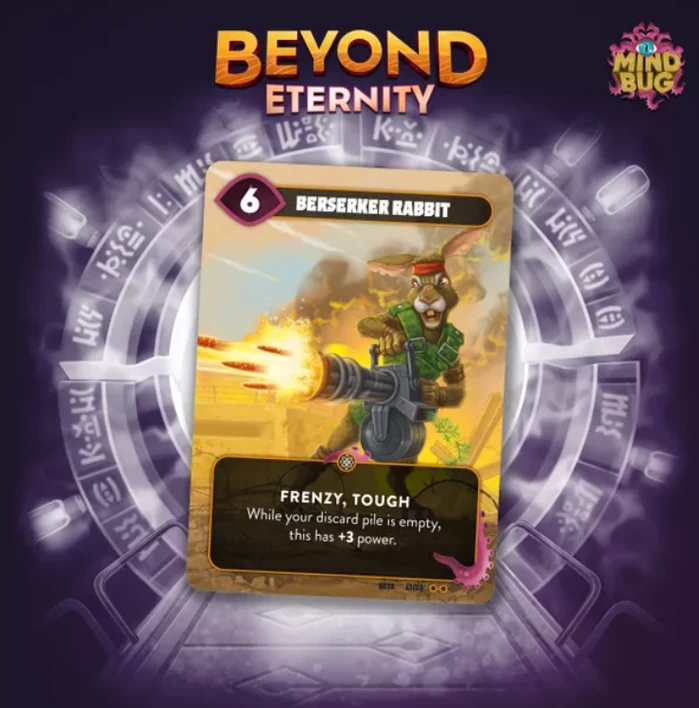 BEYOND
ETERNITY
MIND
BUG
6
BERSERKER RABBIT
FRENZY, TOUGH
While your discard pile is empty,
this has +3 power.